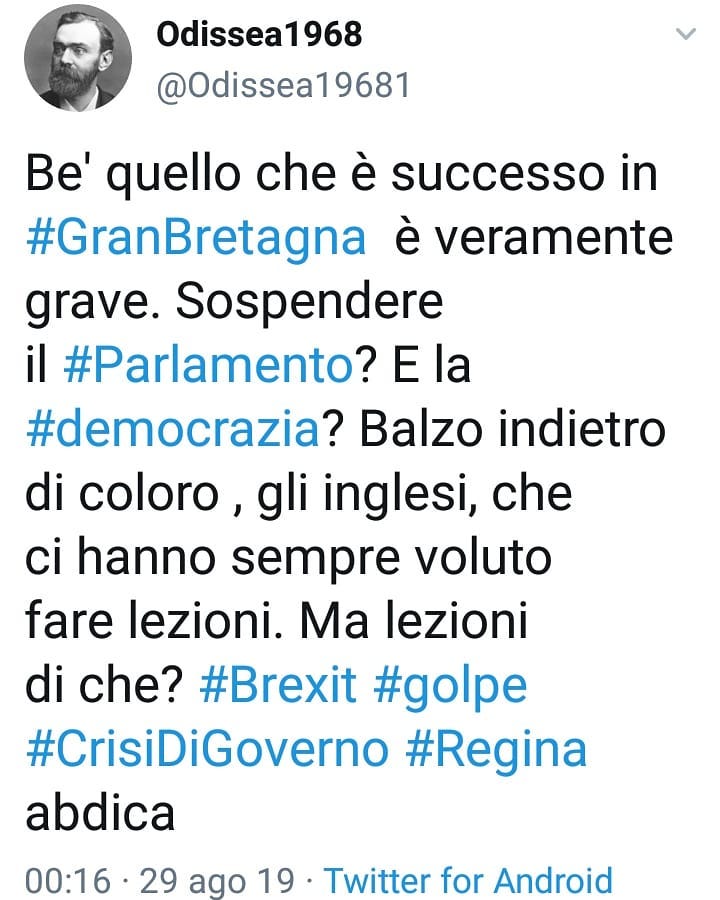 Odissea1968
@Odissea19681
Be' quello che è successo in
#GranBretagna  è veramente
grave. Sospendere
il #Parlamento? E la
#democrazia? Balzo indietro
di coloro , gli inglesi, che
ci hanno sempre voluto
fare lezioni. Ma lezioni
di che? #Brexit #golpe
#CrisiDiGoverno #Regina
abdica
00:16 · 29 ago 19 · Twitter for Android